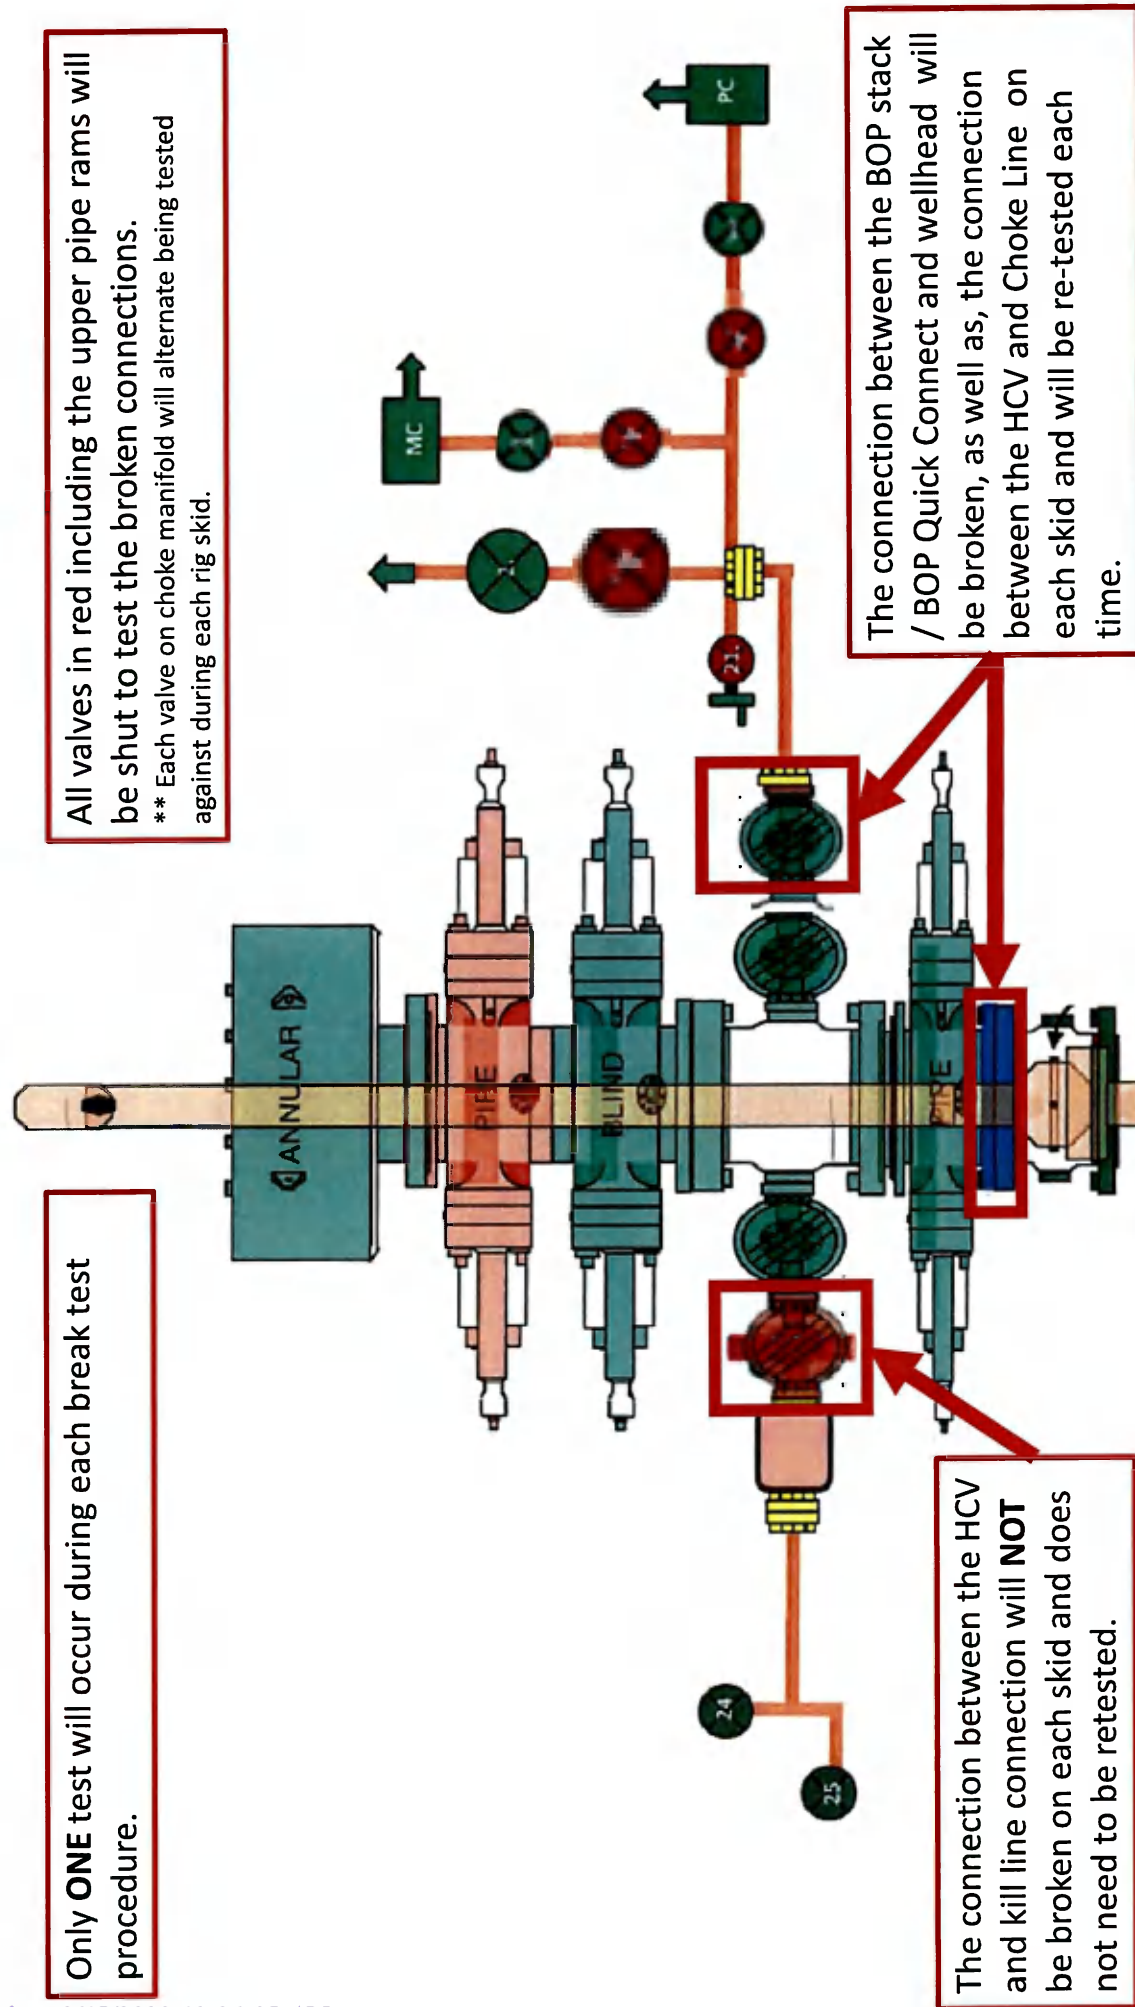 Only ONE test will occur during each break test
procedure.
All valves in red including the upper pipe rams will
be shut to test the broken connections.
** Each valve on choke manifold will alternate being tested
against during each rig skid.
ANNULAR
PIPE
BLIND
PIPE
MC
PC
21
24
25
The connection between the HCV
and kill line connection will NOT
be broken on each skid and does
not need to be retested.
The connection between the BOP stack
/ BOP Quick Connect and wellhead will
be broken, as well as, the connection
between the HCV and Choke Line on
each skid and will be re-tested each
time.